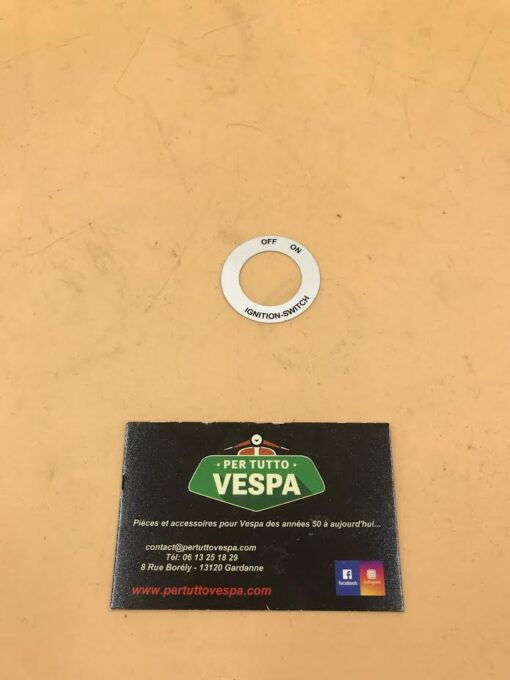 OFF ON
IGNITION-SWITCH
• PER TUTTO •
VESPA
Pièces et accessoires pour Vespa des années 50 à aujourd'hui...
contact@pertuttovespa.com
Tél: 06 13 25 18 29
8 Rue Borély - 13120 Gardanne
www.pertuttovespa.com
facebook
Instagram